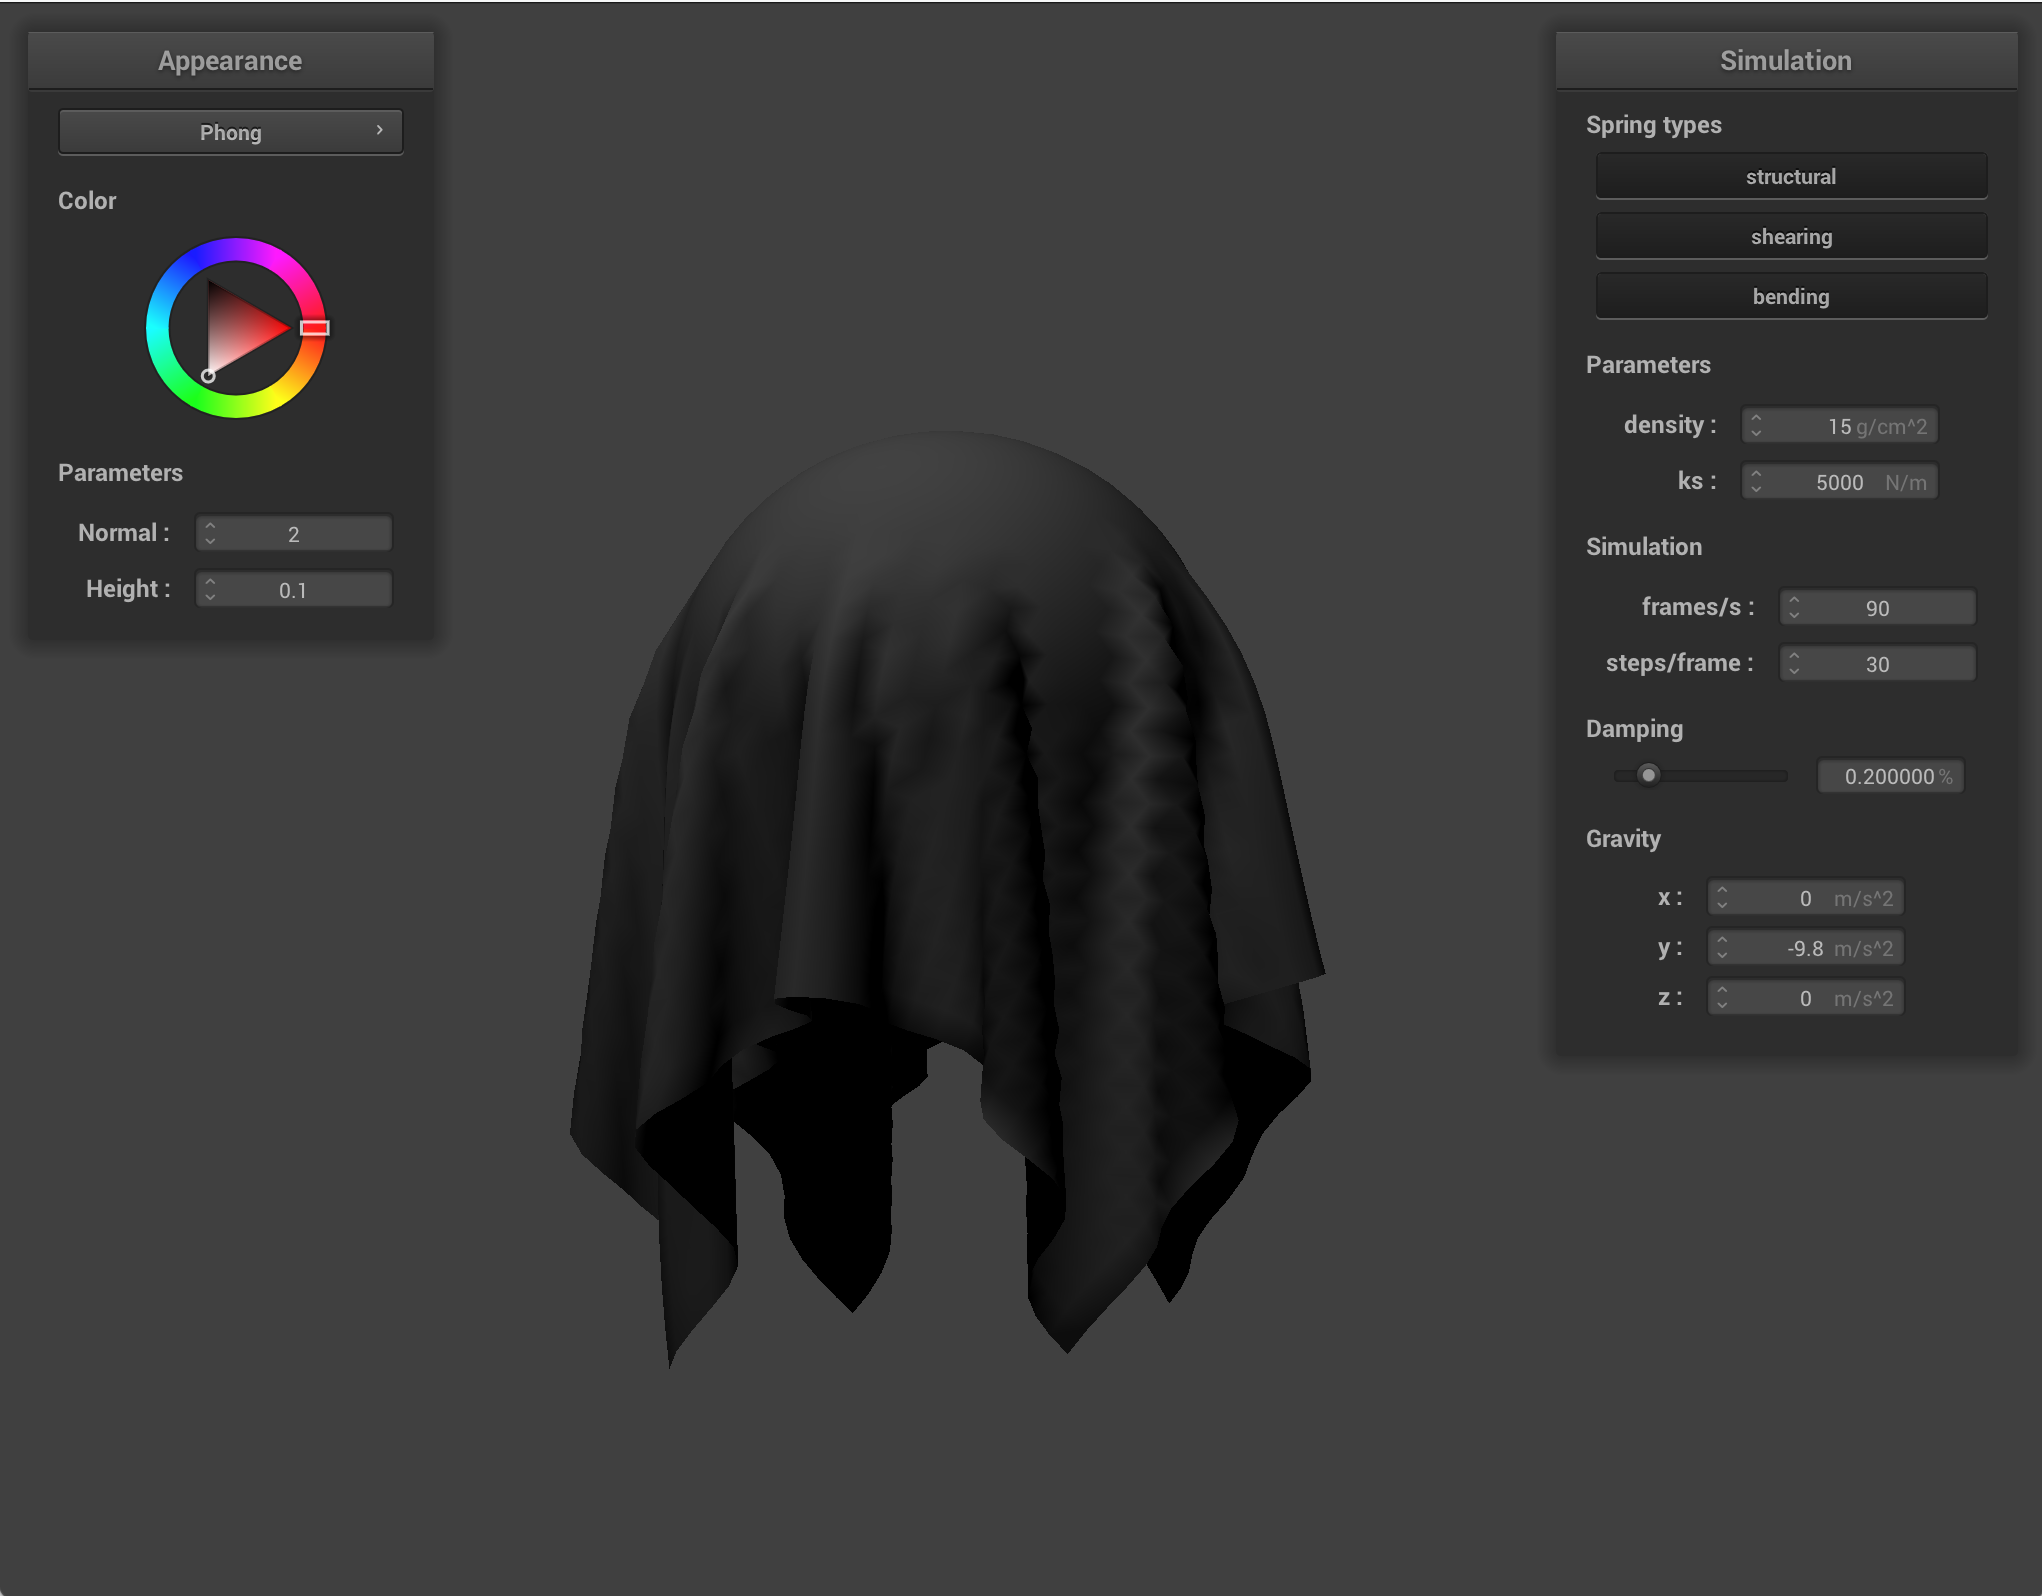 Appearance
Phong
Color
Parameters
Normal : 2
Height : 0.1
Simulation
Spring types
structural
shearing
bending
Parameters
density : 15 g/cm^2
ks : 5000 N/m
Simulation
frames/s : 90
steps/frame : 30
Damping
0.200000 %
Gravity
x : 0 m/s^2
y : -9.8 m/s^2
z : 0 m/s^2